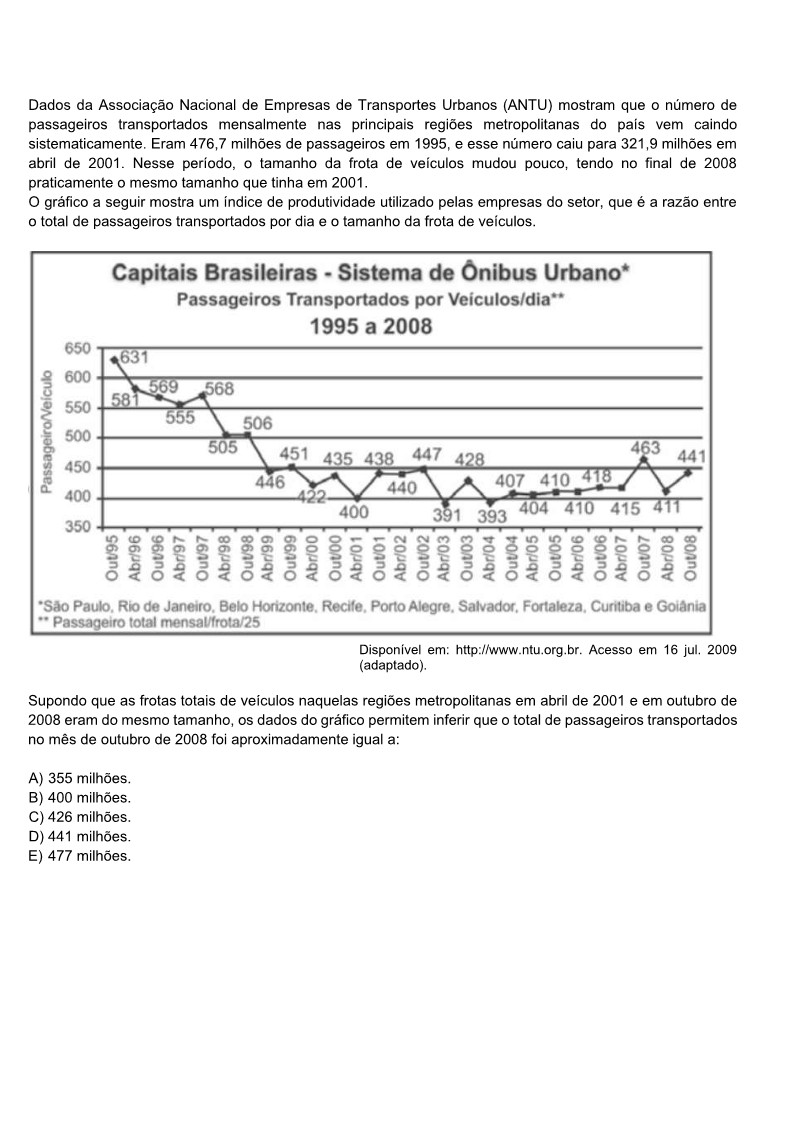 Dados da Associação Nacional de Empresas de Transportes Urbanos (ANTU) mostram que o número de
passageiros transportados mensalmente nas principais regiões metropolitanas do país vem caindo
sistematicamente. Eram 476,7 milhões de passageiros em 1995, e esse número caiu para 321,9 milhões em
abril de 2001. Nesse período, o tamanho da frota de veículos mudou pouco, tendo no final de 2008
praticamente o mesmo tamanho que tinha em 2001.
O gráfico a seguir mostra um índice de produtividade utilizado pelas empresas do setor, que é a razão entre
o total de passageiros transportados por dia e o tamanho da frota de veículos.
Capitais Brasileiras - Sistema de Ônibus Urbano*
Passageiros Transportados por Veículos/dia**
1995 a 2008
Passageiro/Veículo
650
600
550
500
450
400
350
631
581
569
555
568
505
506
446
451
422
435
400
438
440
447
391
428
393
407
404
410
410
418
415
463
411
441
Out/95
Abr/96
Out/96
Abr/97
Out/97
Abr/98
Out/98
Abr/99
Out/99
Abr/00
Out/00
Abr/01
Out/01
Abr/02
Out/02
Abr/03
Out/03
Abr/04
Out/04
Abr/05
Out/05
Abr/06
Out/06
Abr/07
Out/07
Abr/08
Out/08
*São Paulo, Rio de Janeiro, Belo Horizonte, Recife, Porto Alegre, Salvador, Fortaleza, Curitiba e Goiânia
** Passageiro total mensal/frota/25
Disponível em: http://www.ntu.org.br. Acesso em 16 jul. 2009
(adaptado).
Supondo que as frotas totais de veículos naquelas regiões metropolitanas em abril de 2001 e em outubro de
2008 eram do mesmo tamanho, os dados do gráfico permitem inferir que o total de passageiros transportados
no mês de outubro de 2008 foi aproximadamente igual a:
A) 355 milhões.
B) 400 milhões.
C) 426 milhões.
D) 441 milhões.
E) 477 milhões.